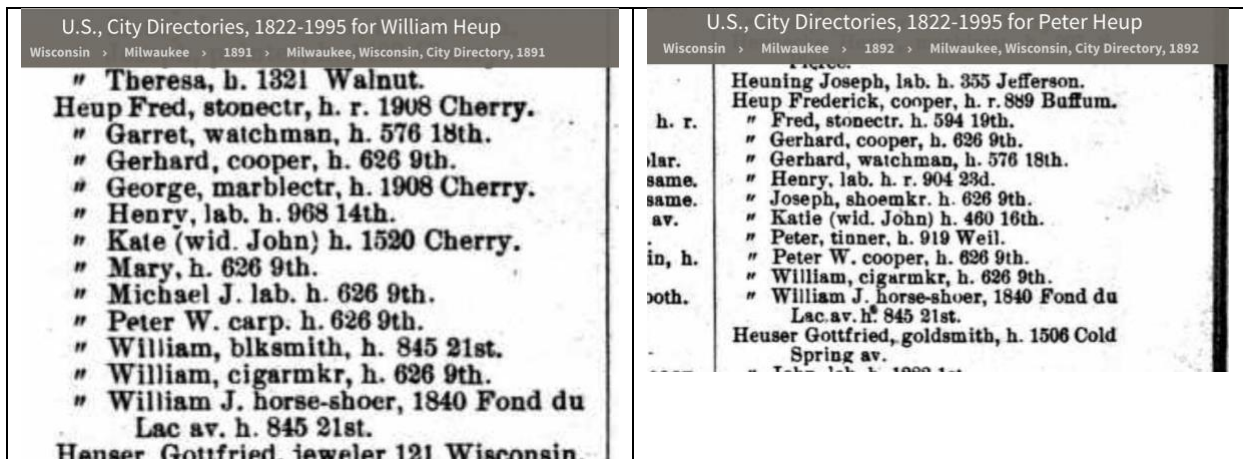 U.S., City Directories, 1822-1995 for William Heup
Wisconsin › Milwaukee › 1891 › Milwaukee, Wisconsin, City Directory, 1891
" Theresa, h. 1321 Walnut.
Heup Fred, stonectr, h. r. 1908 Cherry.
" Garret, watchman, h. 576 18th.
" Gerhard, cooper, h. 626 9th.
" George, marblectr, h. 1908 Cherry.
" Henry, lab. h. 968 14th.
" Kate (wid. John) h. 1520 Cherry.
" Mary, h. 626 9th.
" Michael J. lab. h. 626 9th.
" Peter W. carp. h. 626 9th.
" William, blksmith, h. 845 21st.
" William, cigarmkr, h. 626 9th.
" William J. horse-shoer, 1840 Fond du
Lac av. h. 845 21st.
Heuser Gottfried, jeweler 121 Wisconsin.
U.S., City Directories, 1822-1995 for Peter Heup
Wisconsin › Milwaukee › 1892 › Milwaukee, Wisconsin, City Directory, 1892
Heuning Joseph, lab. h. 355 Jefferson.
Heup Frederick, cooper, h. r. 889 Buffum.
h. r. " Fred, stonectr. h. 594 19th.
" Gerhard, cooper, h. 626 9th.
lar. " Gerhard, watchman, h. 576 18th.
same. " Henry, lab. h. r. 904 23d.
same. " Joseph, shoemkr. h. 626 9th.
av. " Katie (wid. John) h. 460 16th.
" Peter, tinner, h. 919 Weil.
in, h. " Peter W. cooper, h. 626 9th.
" William, cigarmkr, h. 626 9th.
ooth. " William J. horse-shoer, 1840 Fond du
Lac av. h. 845 21st.
Heuser Gottfried, goldsmith, h. 1506 Cold
Spring av.